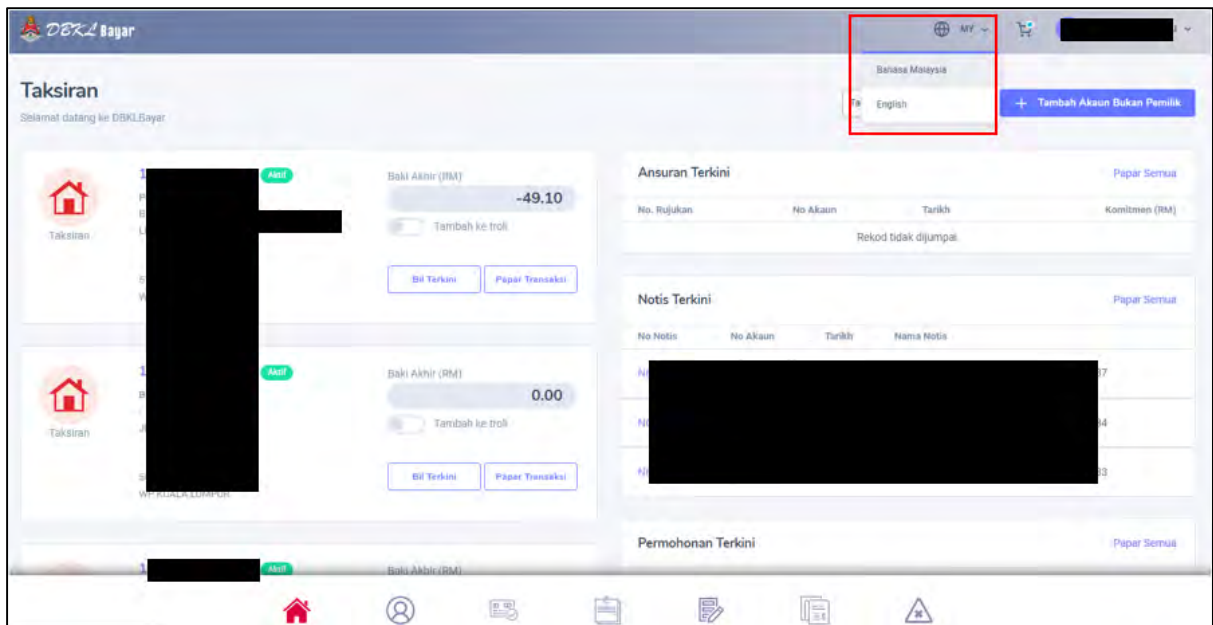 DBKL Bayar
MY
Bahasa Malaysia
English
Taksiran
Selamat datang ke DBKLBayar
Ta
+ Tambah Akaun Bukan Pemilik
1
Aktif
Baki Akhir (RM)
-49.10
Tambah ke troli
Taksiran
Bil Terkini
Papar Transaksi
Ansuran Terkini
Papar Semua
No. Rujukan
No Akaun
Tarikh
Komitmen (RM)
Rekod tidak dijumpai.
Notis Terkini
Papar Semua
No Notis
No Akaun
Tarikh
Nama Notis
1
Aktif
Baki Akhir (RM)
0.00
Tambah ke troli
Taksiran
Bil Terkini
Papar Transaksi
WP KUALA LUMPUR
Permohonan Terkini
Papar Semua
1
Aktif
Baki Akhir (RM)